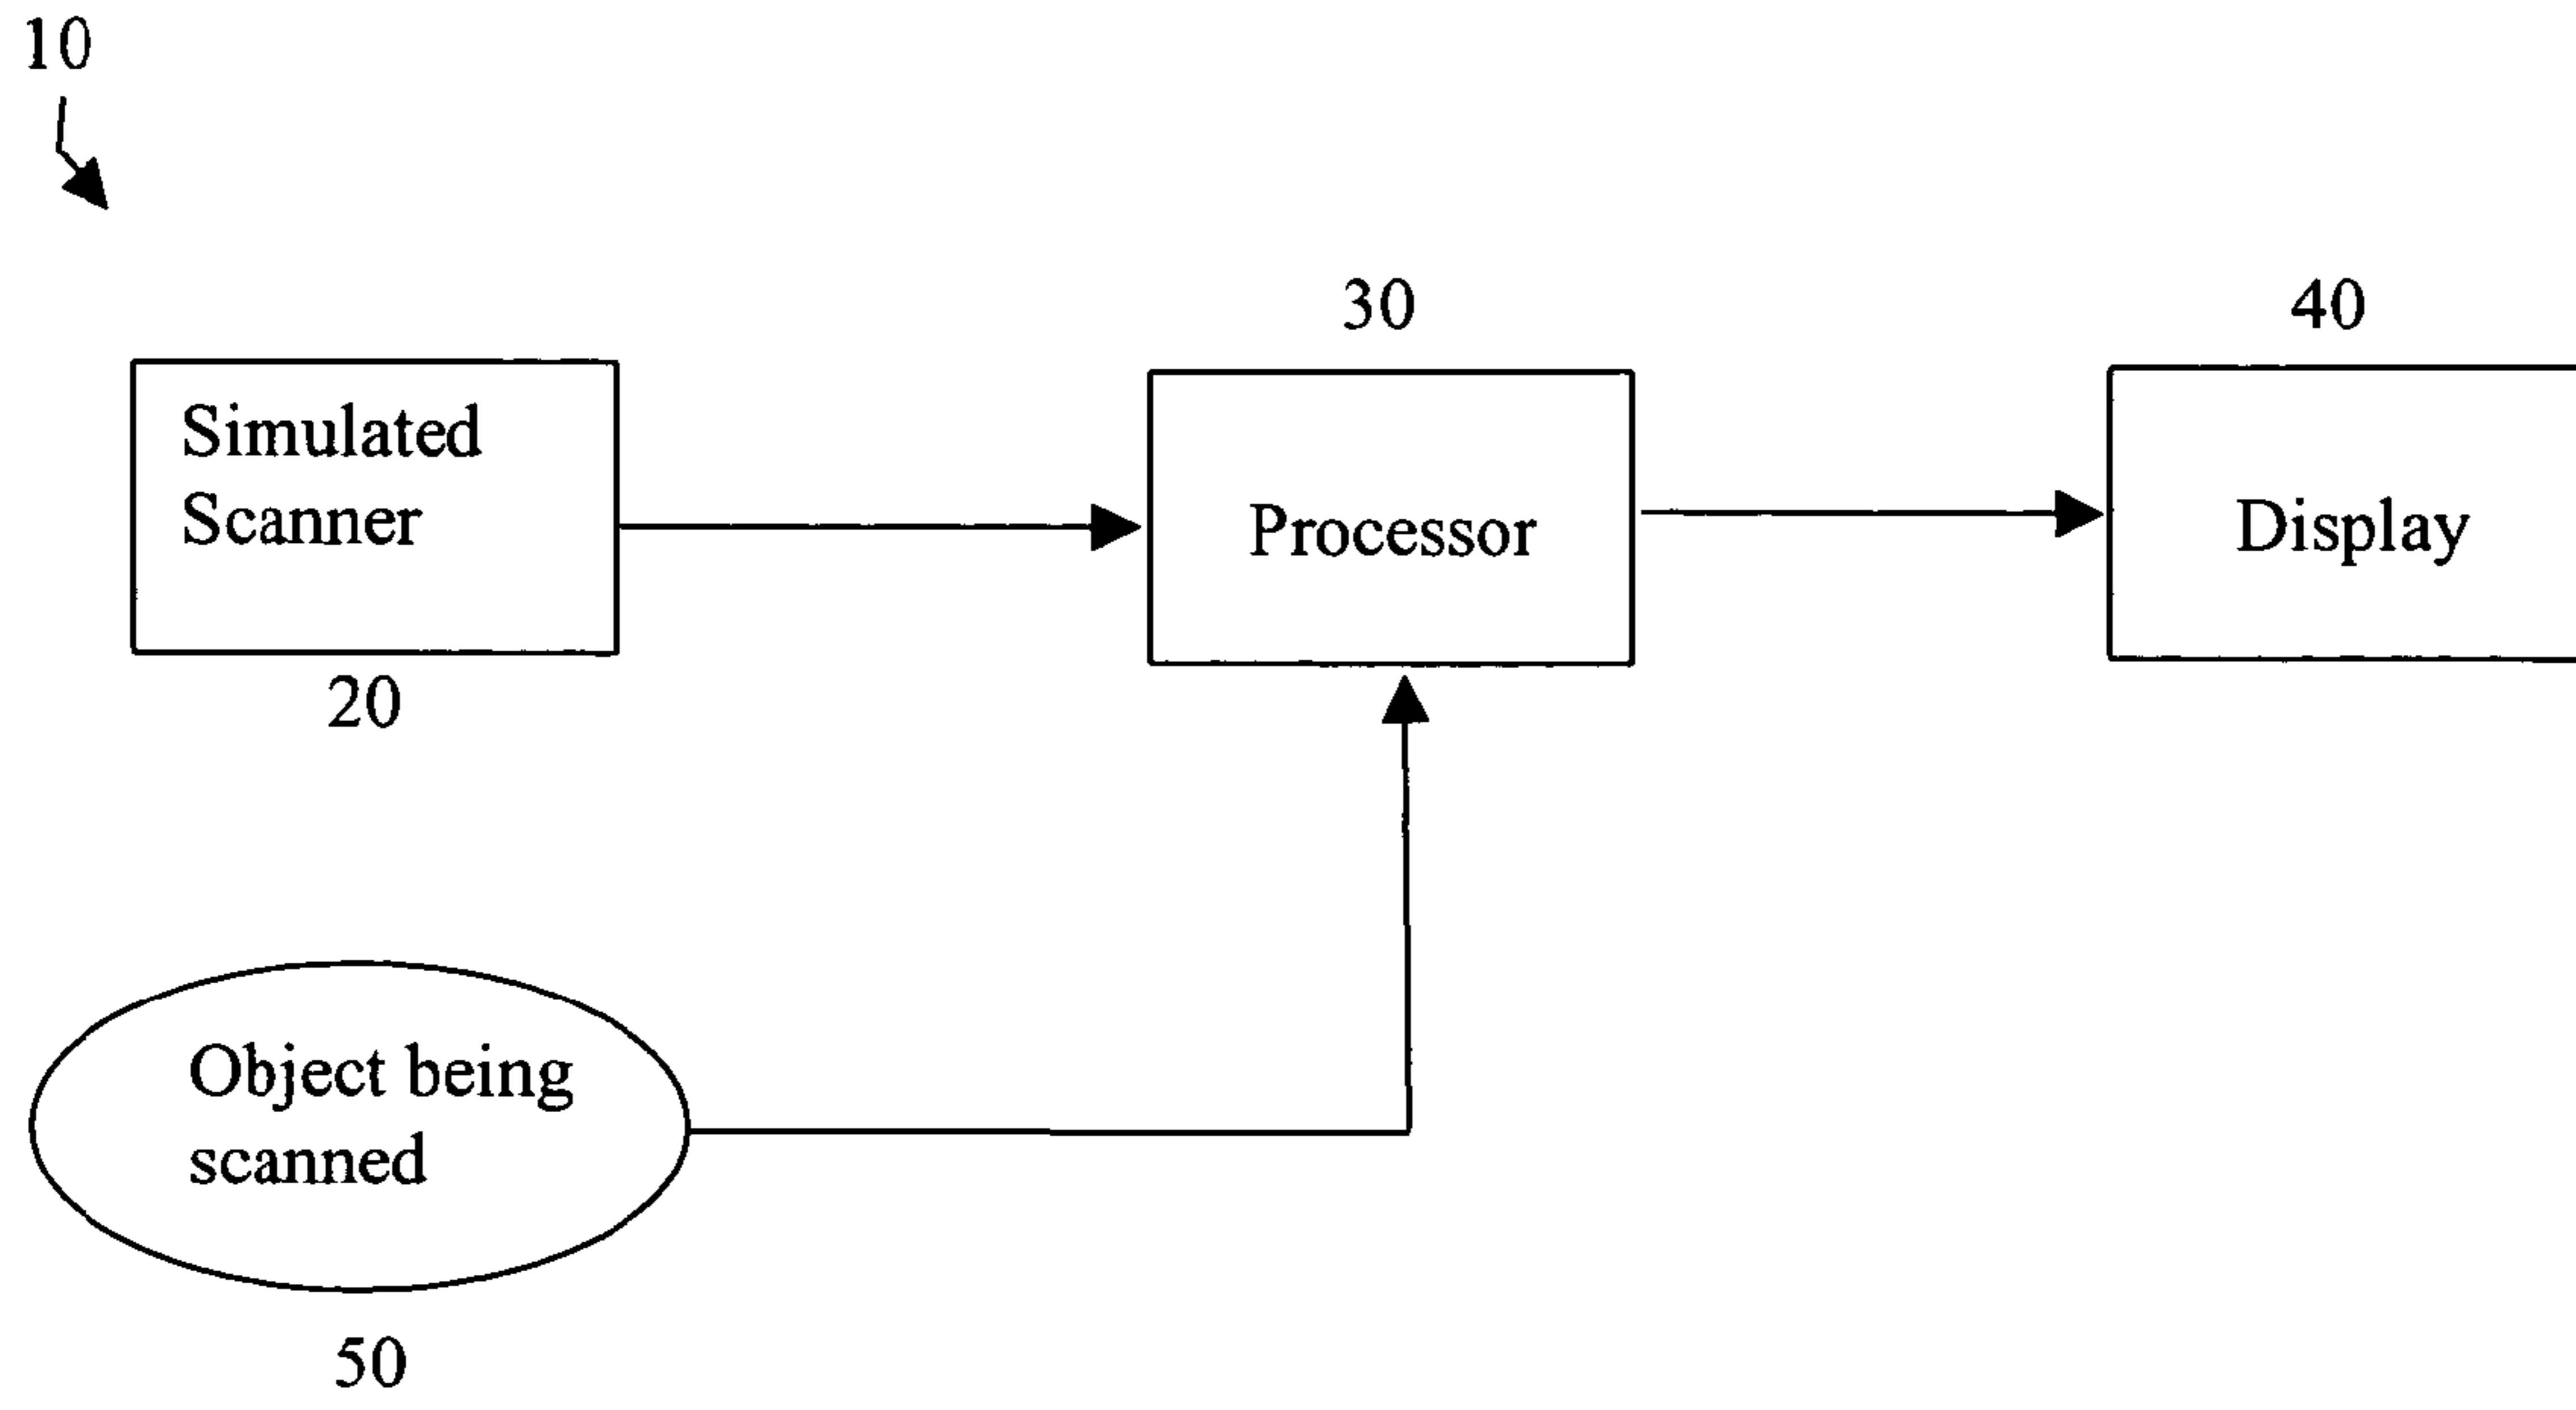 10
30
40
Simulated
Scanner
Processor
Display
20
Object being
scanned
50